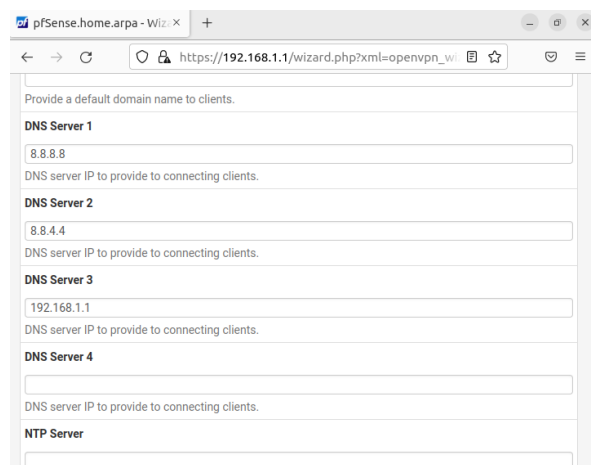 pfSense.home.arpa - Wiz
https://192.168.1.1/wizard.php?xml=openvpn_wi
Provide a default domain name to clients.
DNS Server 1
8.8.8.8
DNS server IP to provide to connecting clients.
DNS Server 2
8.8.4.4
DNS server IP to provide to connecting clients.
DNS Server 3
192.168.1.1
DNS server IP to provide to connecting clients.
DNS Server 4
DNS server IP to provide to connecting clients.
NTP Server